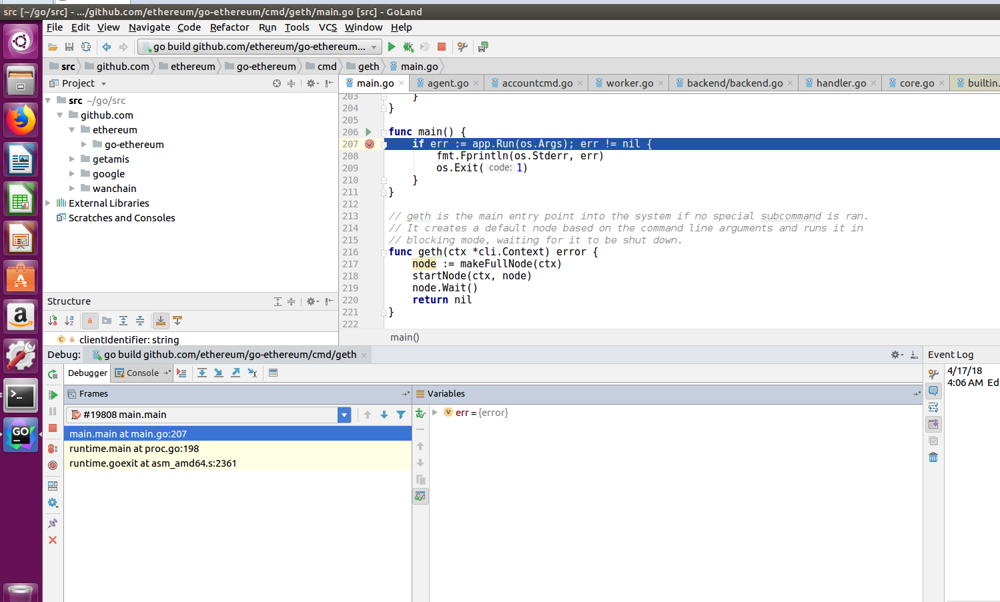 src [~/go/src] - .../github.com/ethereum/go-ethereum/cmd/geth/main.go [src] - GoLand
File Edit View Navigate Code Refactor Run Tools VCS Window Help
go build github.com/ethereum/go-ethereum...
src github.com ethereum go-ethereum cmd geth main.go
Project
main.go agent.go accountcmd.go worker.go backend/backend.go handler.go core.go builtin.
src ~/go/src
github.com
ethereum
go-ethereum
getamis
google
wanchain
External Libraries
Scratches and Consoles
203 }
204 }
205
206 func main() {
207 if err := app.Run(os.Args); err != nil {
208 fmt.Fprintln(os.Stderr, err)
209 os.Exit( code: 1)
210 }
211 }
212
213 // geth is the main entry point into the system if no special subcommand is ran.
214 // It creates a default node based on the command line arguments and runs it in
215 // blocking mode, waiting for it to be shut down.
216 func geth(ctx *cli.Context) error {
217 node := makeFullNode(ctx)
218 startNode(ctx, node)
219 node.Wait()
220 return nil
221 }
222
main()
Structure
clientIdentifier: string
Debug: go build github.com/ethereum/go-ethereum/cmd/geth
Debugger Console
Frames
#19808 main.main
main.main at main.go:207
runtime.main at proc.go:198
runtime.goexit at asm_amd64.s:2361
Variables
err = {error}
Event Log
4/17/18
4:06 AM Ed